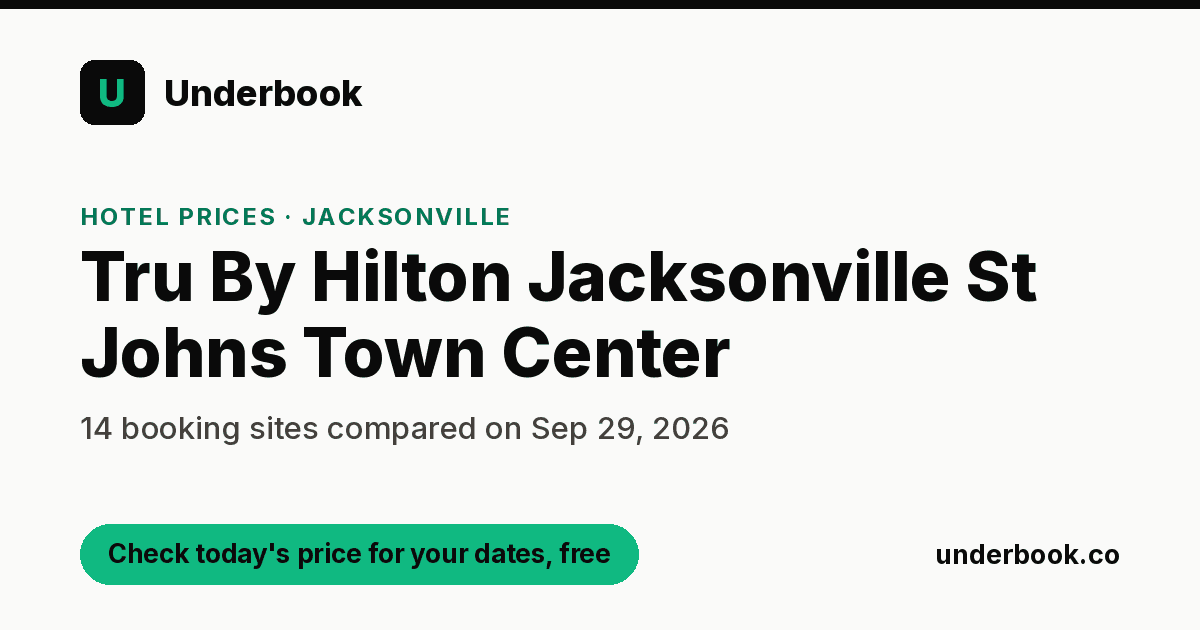 U Underbook
HOTEL PRICES · JACKSONVILLE
Tru By Hilton Jacksonville St
Johns Town Center
14 booking sites compared on Sep 29, 2026
Check today's price for your dates, free
underbook.co